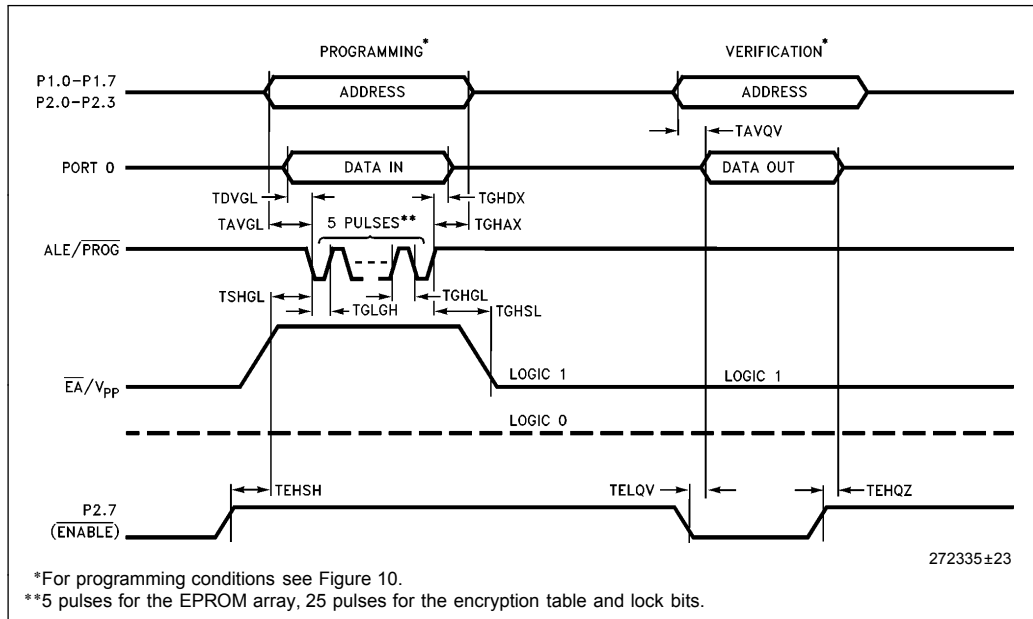 PROGRAMMING*
VERIFICATION*
P1.0–P1.7
P2.0–P2.3
ADDRESS
ADDRESS
TAVQV
PORT 0
DATA IN
DATA OUT
TDVGL
TGHDX
TAVGL
5 PULSES**
TGHAX
ALE/PROG
TSHGL
TGLGH
TGHGL
TGHSL
EA/VPP
LOGIC 1
LOGIC 1
LOGIC 0
TEHSH
TELQV
TEHQZ
P2.7
(ENABLE)
272335±23
*For programming conditions see Figure 10.
**5 pulses for the EPROM array, 25 pulses for the encryption table and lock bits.